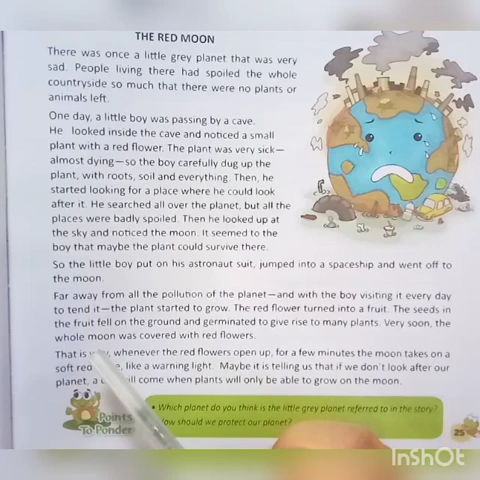 THE RED MOON
There was once a little grey planet that was very
sad. People living there had spoiled the whole
countryside so much that there were no plants or
animals left.
One day, a little boy was passing by a cave.
He looked inside the cave and noticed a small
plant with a red flower. The plant was very sick—
almost dying—so the boy carefully dug up the
plant, with roots, soil and everything. Then, he
started looking for a place where he could look
after it. He searched all over the planet, but all the
places were badly spoiled. Then he looked up at
the sky and noticed the moon. It seemed to the
boy that maybe the plant could survive there.
So the little boy put on his astronaut suit, jumped into a spaceship and went off to
the moon.
Far away from all the pollution of the planet—and with the boy visiting it every day
to tend it—the plant started to grow. The red flower turned into a fruit. The seeds in
the fruit fell on the ground and germinated to give rise to many plants. Very soon, the
whole moon was covered with red flowers.
That is whenever the red flowers open up, for a few minutes the moon takes on a
soft red like a warning light. Maybe it is telling us that if we don't look after our
planet, a will come when plants will only be able to grow on the moon.
Points
To Ponder
• Which planet do you think is the little grey planet referred to in the story?
should we protect our planet?
25
InShOt